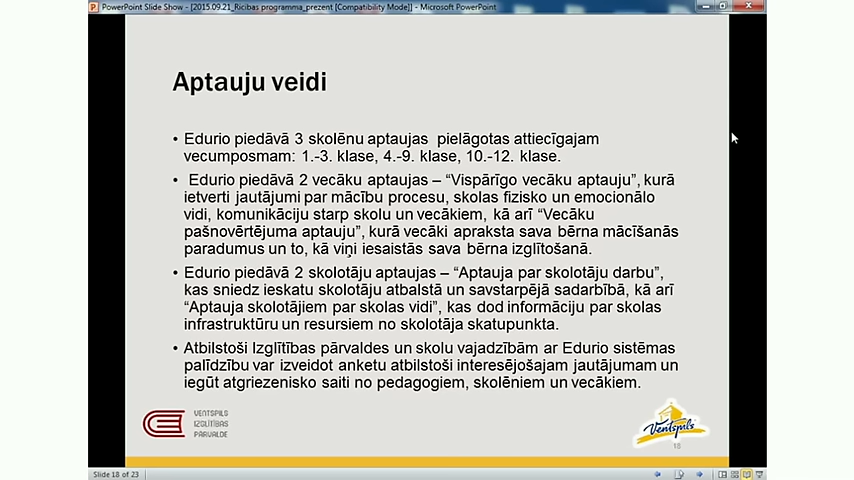 PowerPoint Slide Show - [2015.09.21_Ricibas programma_prezent [Compatibility Mode]] - Microsoft PowerPoint
Aptauju veidi
• Edurio piedāvā 3 skolēnu aptaujas pielāgotas attiecīgajam
vecumposmam: 1.-3. klase, 4.-9. klase, 10.-12. klase.
• Edurio piedāvā 2 vecāku aptaujas – “Vispārīgo vecāku aptauju”, kurā
ietverti jautājumi par mācību procesu, skolas fizisko un emocionālo
vidi, komunikāciju starp skolu un vecākiem, kā arī “Vecāku
pašnovērtējuma aptauju”, kurā vecāki apraksta sava bērna mācīšanās
paradumus un to, kā viņi iesaistās sava bērna izglītošanā.
• Edurio piedāvā 2 skolotāju aptaujas – “Aptauja par skolotāju darbu”,
kas sniedz ieskatu skolotāju atbalstā un savstarpējā sadarbībā, kā arī
“Aptauja skolotājiem par skolas vidi”, kas dod informāciju par skolas
infrastruktūru un resursiem no skolotāja skatupunkta.
• Atbilstoši Izglītības pārvaldes un skolu vajadzībām ar Edurio sistēmas
palīdzību var izveidot anketu atbilstoši interesējošajam jautājumam un
iegūt atgriezenisko saiti no pedagogiem, skolēniem un vecākiem.
VENTSPILS
IZGLĪTĪBAS
PĀRVALDE
Ventspils
18
Slide 18 of 23